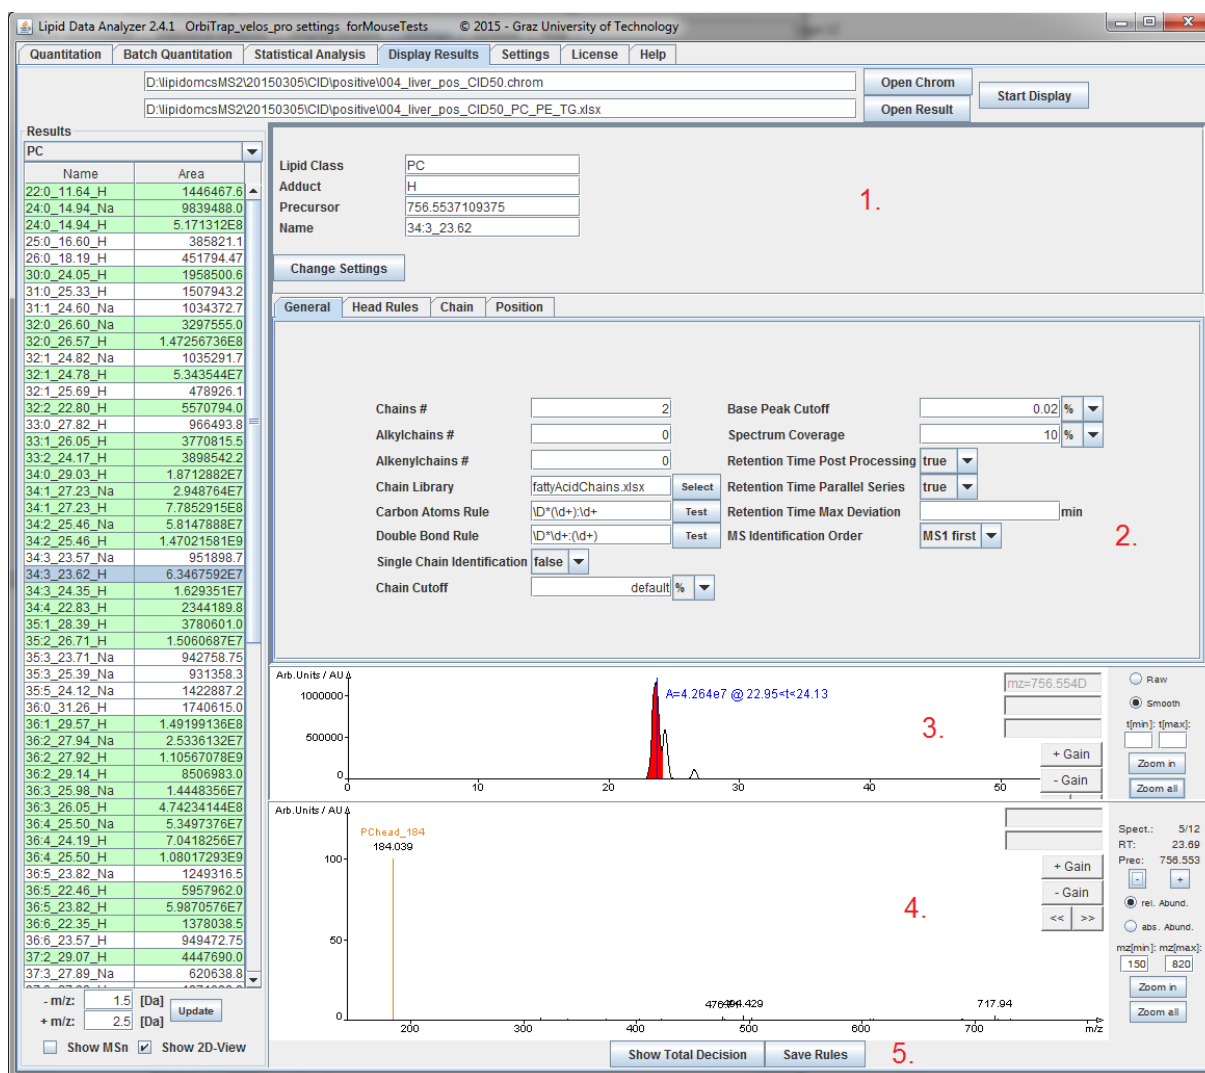 Lipid Data Analyzer 2.4.1 OrbiTrap_velos_pro settings forMouseTests © 2015 - Graz University of Technology
Quantitation Batch Quantitation Statistical Analysis Display Results Settings License Help
D:\lipidomcsMS2\20150305\CID\positive\004_liver_pos_CID50.chrom Open Chrom
D:\lipidomcsMS2\20150305\CID\positive\004_liver_pos_CID50_PC_PE_TG.xlsx Open Result
Start Display
Results
PC
Name Area
22:0_11.64_H 1446467.6
24:0_14.94_Na 9839488.0
24:0_14.94_H 5.171312E8
25:0_16.60_H 385821.1
26:0_18.19_H 451794.47
30:0_24.05_H 1958500.6
31:0_25.33_H 1507943.2
31:1_24.60_Na 1034372.7
32:0_26.60_Na 3297555.0
32:0_26.57_H 1.47256736E8
32:1_24.82_Na 1035291.7
32:1_24.78_H 5.343544E7
32:1_25.69_H 478926.1
32:2_22.80_H 5570794.0
33:0_27.82_H 966493.8
33:1_26.05_H 3770815.5
33:2_24.17_H 3898542.2
34:0_29.03_H 1.8712882E7
34:1_27.23_Na 2.948764E7
34:1_27.23_H 7.7852915E8
34:2_25.46_Na 5.8147888E7
34:2_25.46_H 1.47021581E9
34:3_23.57_Na 951898.7
34:3_23.62_H 6.3467592E7
34:3_24.35_H 1.629351E7
34:4_22.83_H 2344189.8
35:1_28.39_H 3780601.0
35:2_26.71_H 1.5060687E7
35:3_23.71_Na 942758.75
35:3_25.39_Na 931358.3
35:5_24.12_Na 1422887.2
36:0_31.26_H 1740615.0
36:1_29.57_H 1.49199136E8
36:2_27.94_Na 2.5336132E7
36:2_27.92_H 1.10567078E9
36:2_29.14_H 8506983.0
36:3_25.98_Na 1.4448356E7
36:3_26.05_H 4.74234144E8
36:4_25.50_Na 5.3497376E7
36:4_24.19_H 7.0418256E7
36:4_25.50_H 1.08017293E9
36:5_23.82_Na 1249316.5
36:5_22.46_H 5957962.0
36:5_23.82_H 5.9870576E7
36:6_22.35_H 1378038.5
36:6_23.57_H 949472.75
37:2_29.07_H 4447690.0
37:3_27.89_Na 620638.8
- m/z: 1.5 [Da]
+ m/z: 2.5 [Da]
Update
Show MSn Show 2D-View
Lipid Class PC
Adduct H
Precursor 756.5537109375
Name 34:3_23.62
Change Settings
1.
General Head Rules Chain Position
Chains # 2
Alkylchains # 0
Alkenylchains # 0
Chain Library fattyAcidChains.xlsx Select
Carbon Atoms Rule \D*(\d+):\d+ Test
Double Bond Rule \D*\d+:(\d+) Test
Single Chain Identification false
Chain Cutoff default %
Base Peak Cutoff 0.02 %
Spectrum Coverage 10 %
Retention Time Post Processing true
Retention Time Parallel Series true
Retention Time Max Deviation min
MS Identification Order MS1 first
2.
Arb.Units / AU
1000000
500000
0
A=4.264e7 @ 22.95<t<24.13
0 10 20 30 40 50
mz=756.554D
3.
+ Gain
- Gain
Raw
Smooth
t[min]: t[max]:
Zoom in
Zoom all
Arb.Units / AU
PChead_184
184.039
100
50
0
494.429
717.94
200 300 400 500 600 700 m/z
4.
+ Gain
- Gain
<< >>
Spect.: 5/12
RT: 23.69
Prec: 756.553
- +
rel. Abund.
abs. Abund.
mz[min]: mz[max]:
150 820
Zoom in
Zoom all
Show Total Decision Save Rules
5.